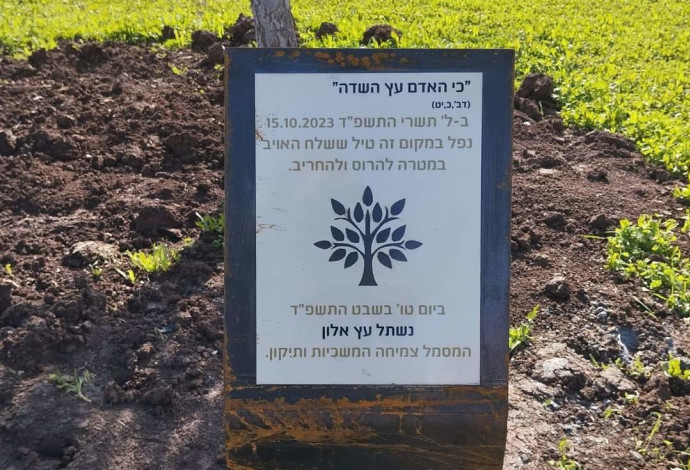 "כי האדם עץ השדה"
(דב',כ,יט)
ב-ל' תשרי התשפ"ד 15.10.2023
נפל במקום זה טיל ששלח האויב
במטרה להרוס ולהחריב.
ביום טו' בשבט התשפ"ד
נשתל עץ אלון
המסמל צמיחה המשכיות ותיקון.